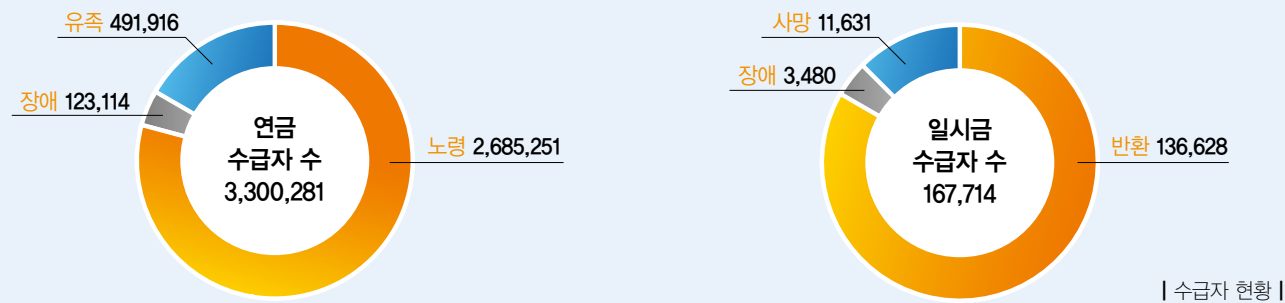 유족 491,916
장애 123,114
연금
수급자 수
3,300,281
노령 2,685,251
사망 11,631
장애 3,480
일시금
수급자 수
167,714
반환 136,628
| 수급자 현황 |